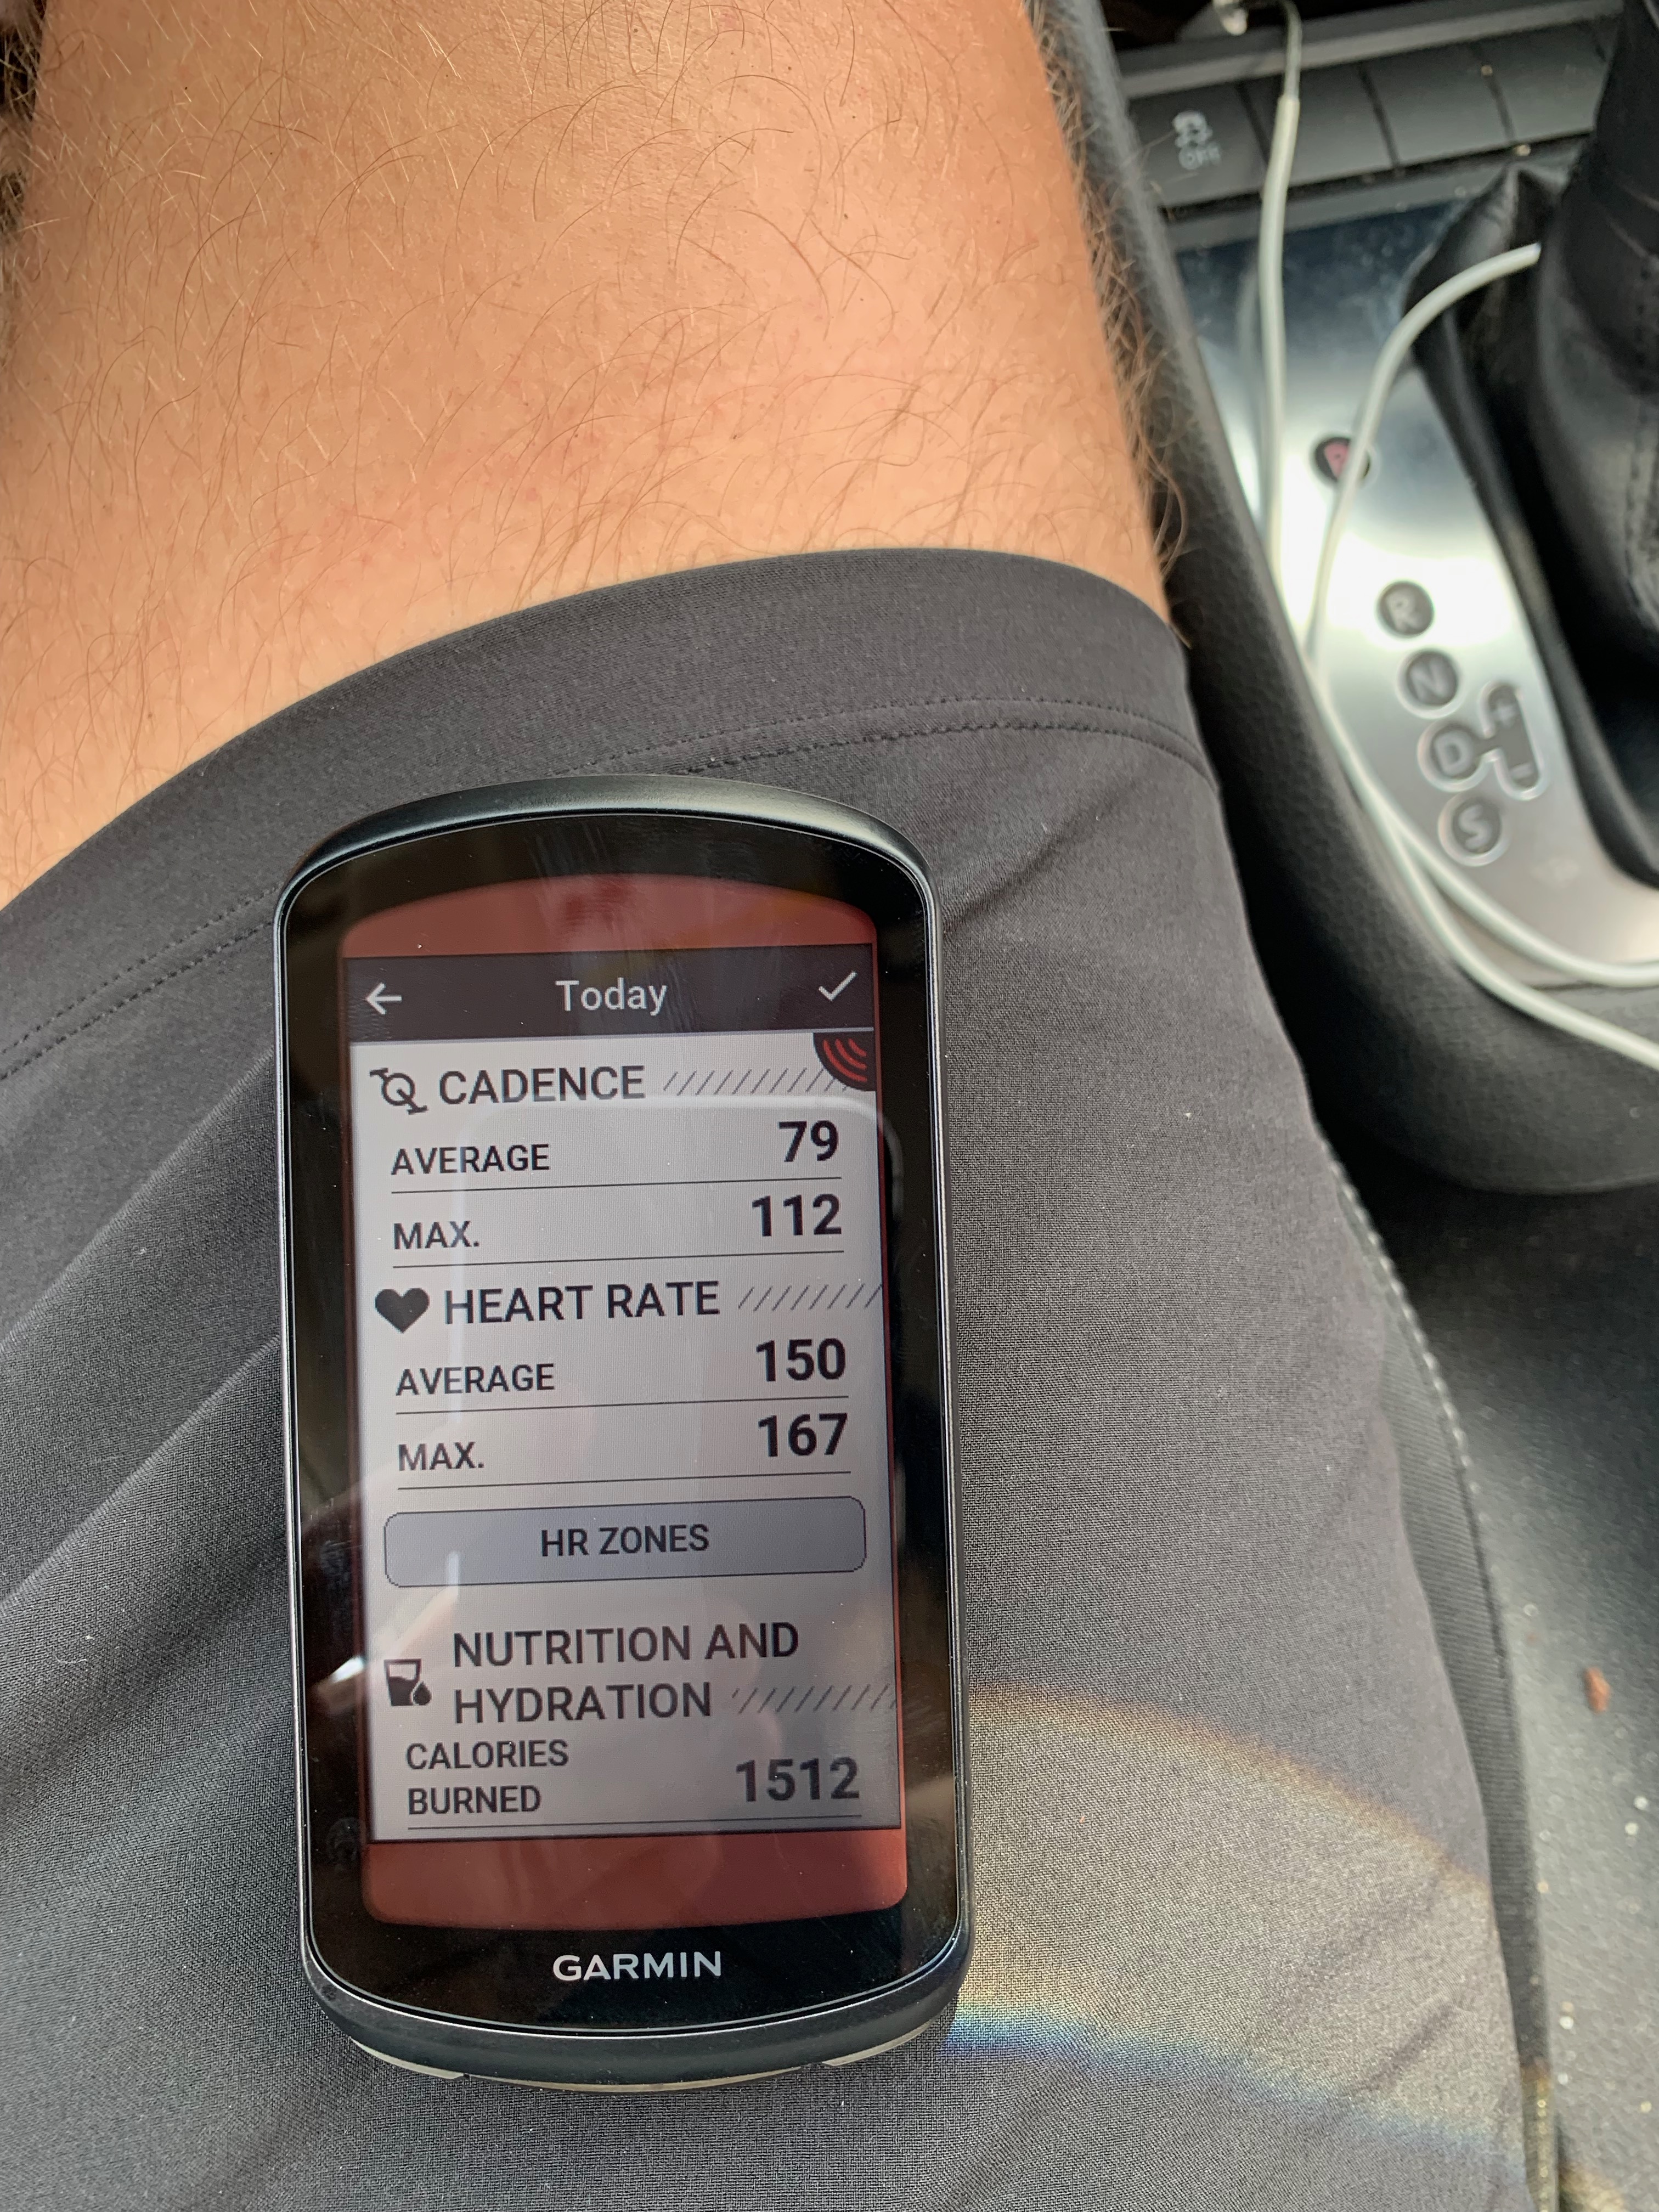 OFF
P
R
N
D
+
-
S
Today
CADENCE
AVERAGE 79
MAX. 112
HEART RATE
AVERAGE 150
MAX. 167
HR ZONES
NUTRITION AND
HYDRATION
CALORIES
BURNED 1512
GARMIN